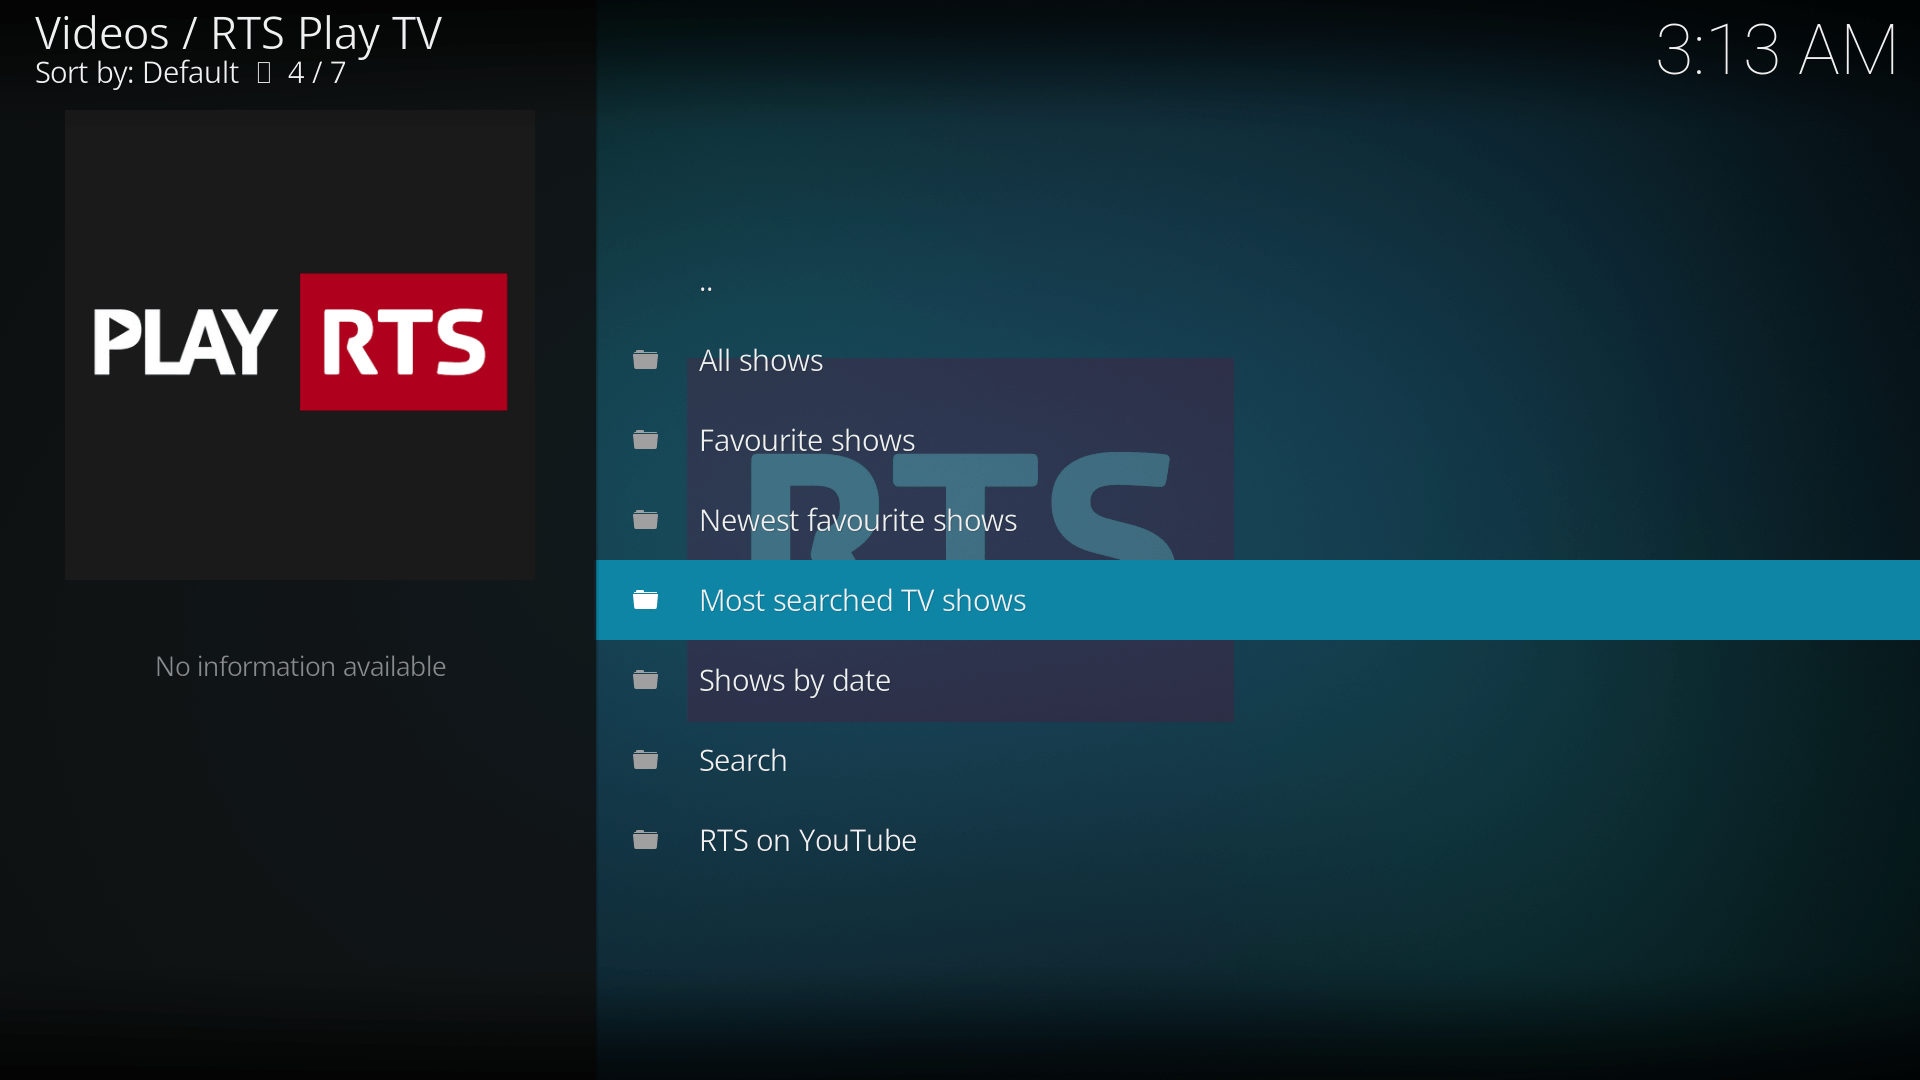 Videos / RTS Play TV
Sort by: Default 4 / 7
3:13 AM
PLAY RTS
No information available
..
All shows
Favourite shows
Newest favourite shows
Most searched TV shows
Shows by date
Search
RTS on YouTube
RTS